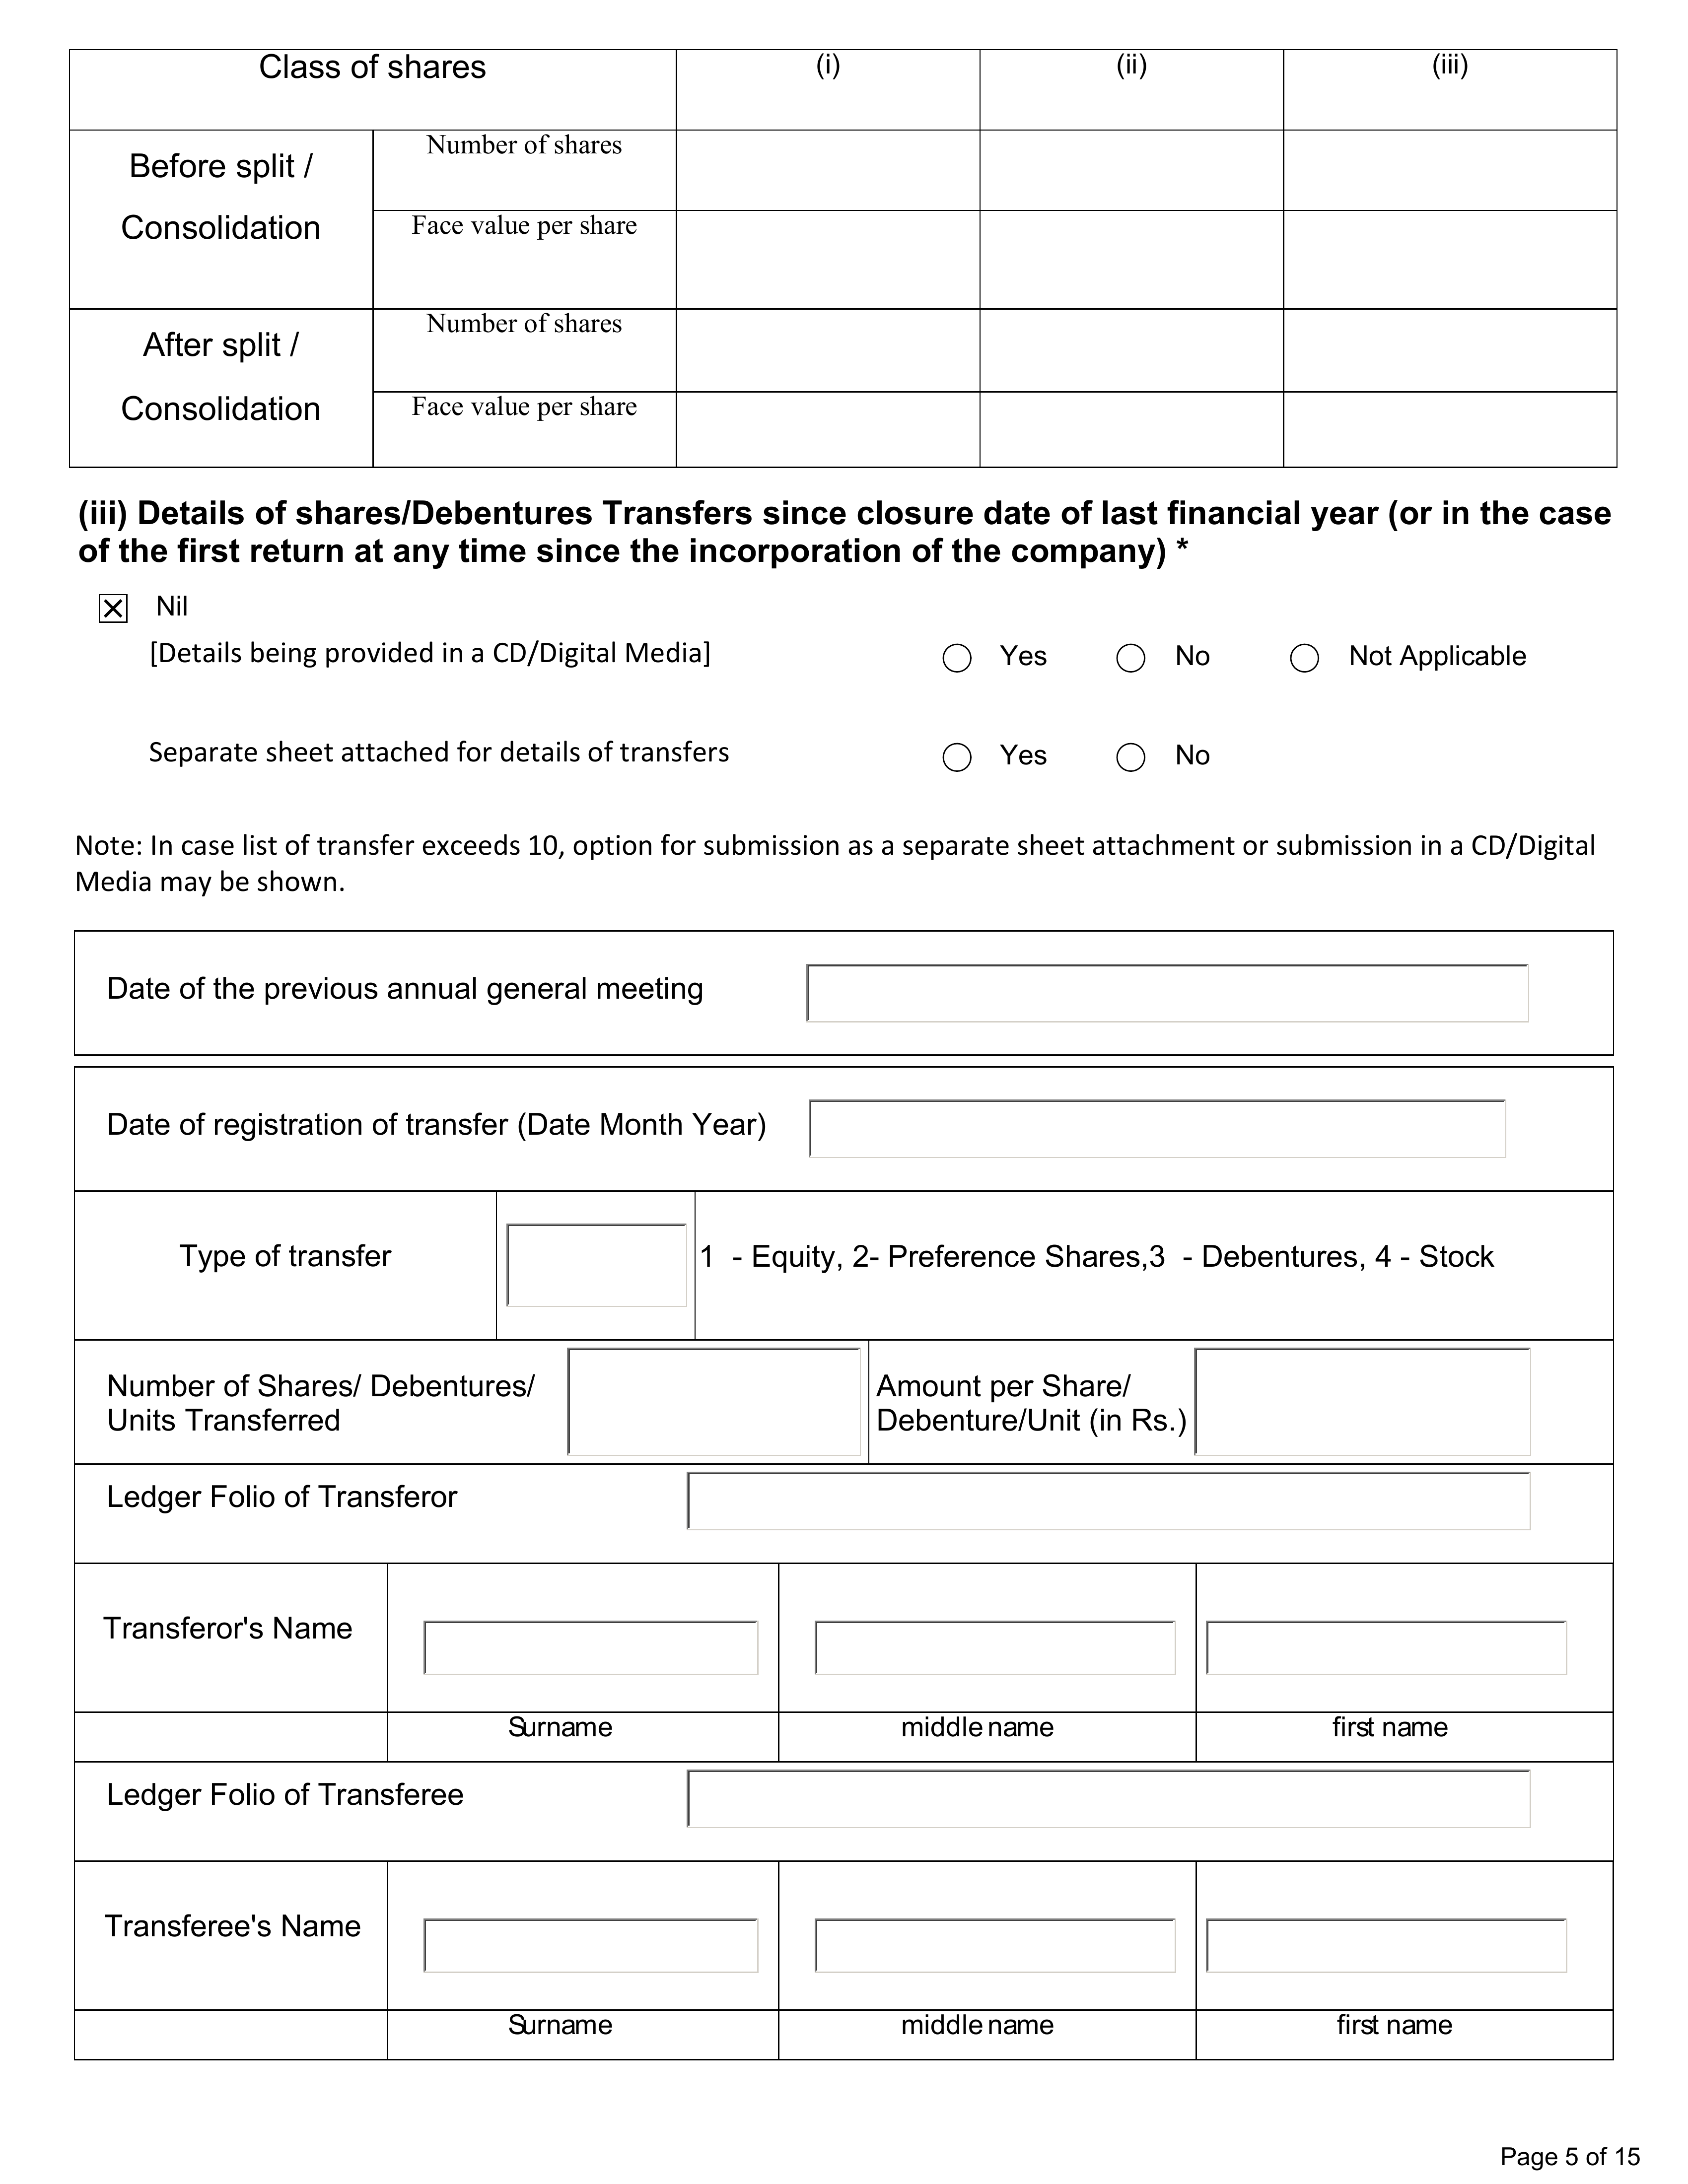 Class of shares (i) (ii) (iii)
Before split /
Consolidation
Number of shares
Face value per share
After split /
Consolidation
Number of shares
Face value per share
(iii) Details of shares/Debentures Transfers since closure date of last financial year (or in the case
of the first return at any time since the incorporation of the company) *
Nil
[Details being provided in a CD/Digital Media] Yes No Not Applicable
Separate sheet attached for details of transfers Yes No
Note: In case list of transfer exceeds 10, option for submission as a separate sheet attachment or submission in a CD/Digital
Media may be shown.
Date of the previous annual general meeting
Date of registration of transfer (Date Month Year)
Type of transfer 1 - Equity, 2- Preference Shares,3 - Debentures, 4 - Stock
Number of Shares/ Debentures/
Units Transferred
Amount per Share/
Debenture/Unit (in Rs.)
Ledger Folio of Transferor
Transferor's Name
Surname middle name first name
Ledger Folio of Transferee
Transferee's Name
Surname middle name first name
Page 5 of 15